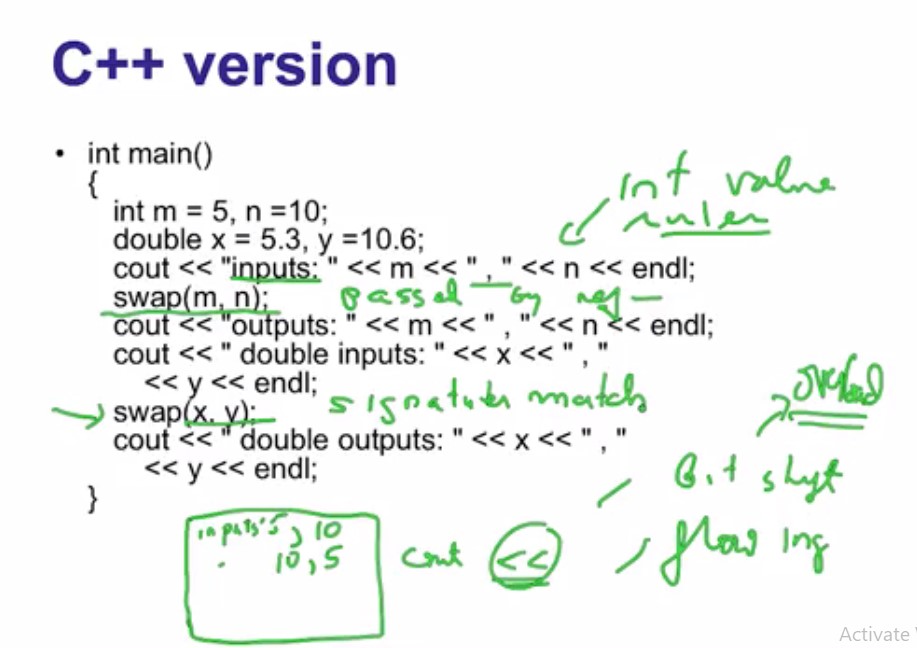 C++ version
• int main()
{
int m = 5, n =10;
double x = 5.3, y =10.6;
cout << "inputs: " << m << " , " << n << endl;
swap(m, n);
cout << "outputs: " << m << " , " << n << endl;
cout << " double inputs: " << x << " , "
<< y << endl;
swap(x, y);
cout << " double outputs: " << x << " , "
<< y << endl;
}
int value
passed by ref
signature match
overload
Bit shift
flowing
inputs 5, 10
10, 5
cout <<
Activate